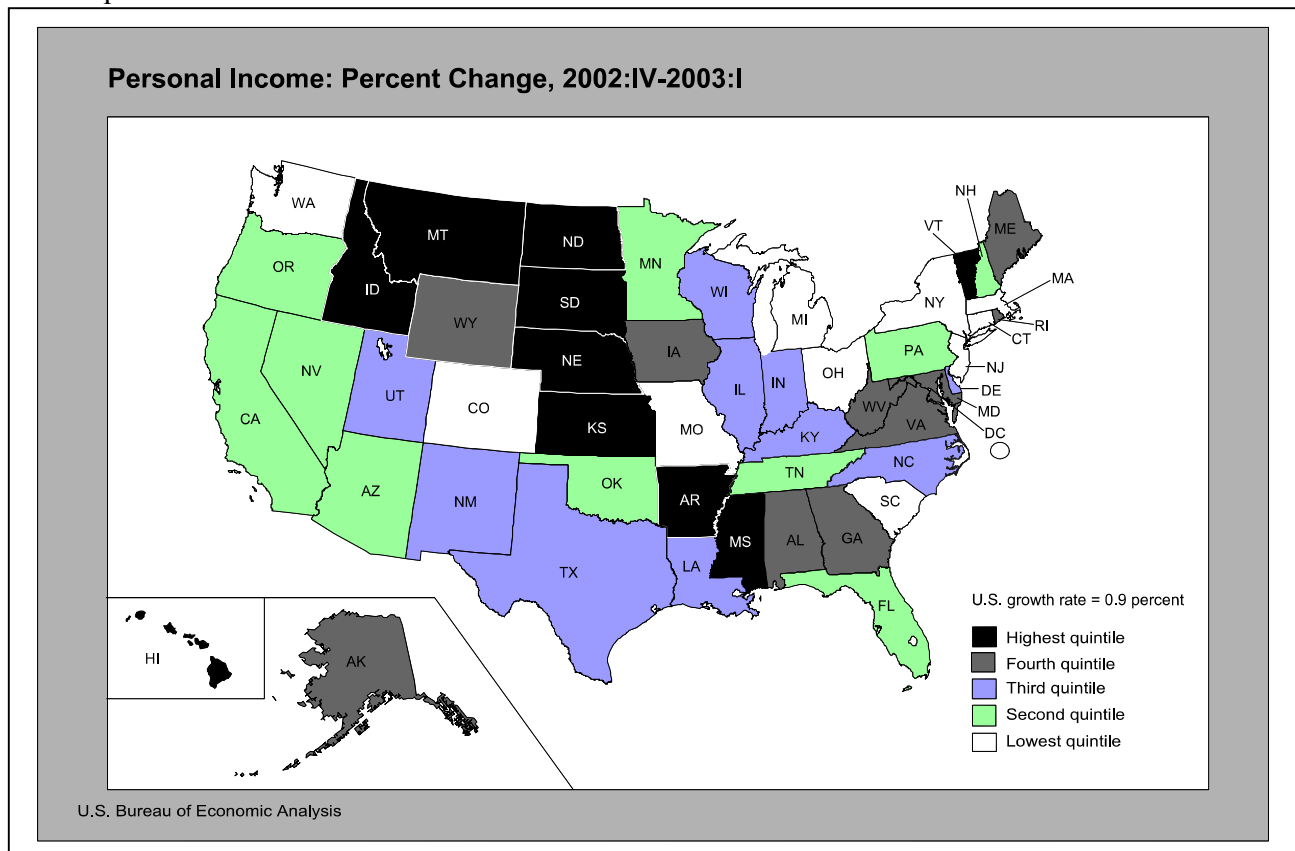 Personal Income: Percent Change, 2002:IV-2003:I
WA
MT
ND
MN
OR
ID
WY
SD
WI
MI
NY
VT
NH
ME
MA
RI
CT
NJ
DE
MD
DC
NE
IA
IL
IN
OH
PA
NV
UT
CO
KS
MO
KY
WV
VA
CA
AZ
NM
OK
AR
TN
NC
SC
TX
LA
MS
AL
GA
FL
HI
AK
U.S. growth rate = 0.9 percent
Highest quintile
Fourth quintile
Third quintile
Second quintile
Lowest quintile
U.S. Bureau of Economic Analysis